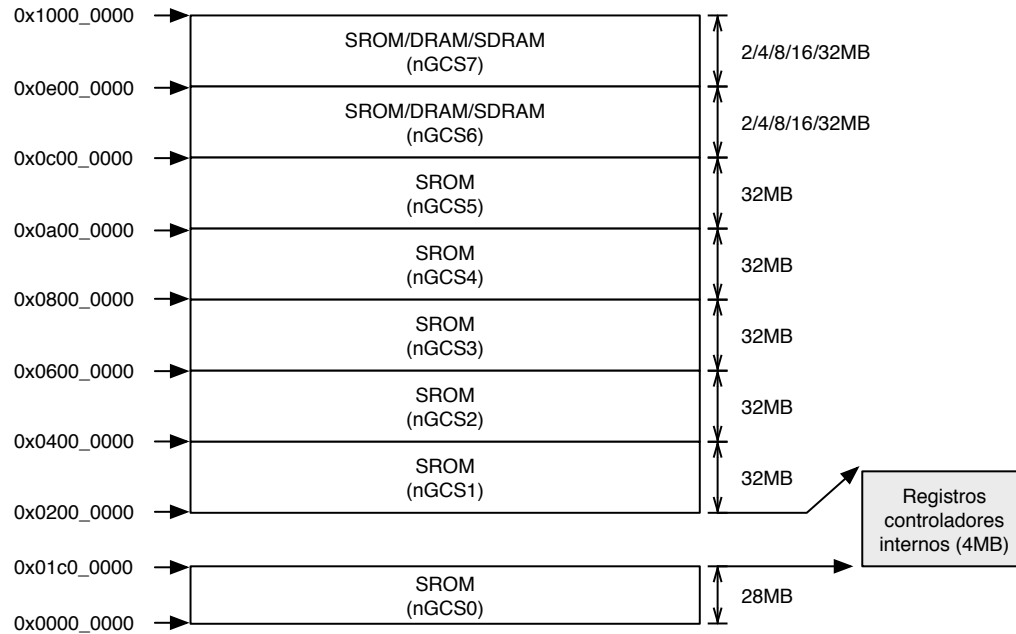 0x1000_0000
SROM/DRAM/SDRAM
(nGCS7)
2/4/8/16/32MB
0x0e00_0000
SROM/DRAM/SDRAM
(nGCS6)
2/4/8/16/32MB
0x0c00_0000
SROM
(nGCS5)
32MB
0x0a00_0000
SROM
(nGCS4)
32MB
0x0800_0000
SROM
(nGCS3)
32MB
0x0600_0000
SROM
(nGCS2)
32MB
0x0400_0000
SROM
(nGCS1)
32MB
0x0200_0000
Registros
controladores
internos (4MB)
0x01c0_0000
SROM
(nGCS0)
28MB
0x0000_0000